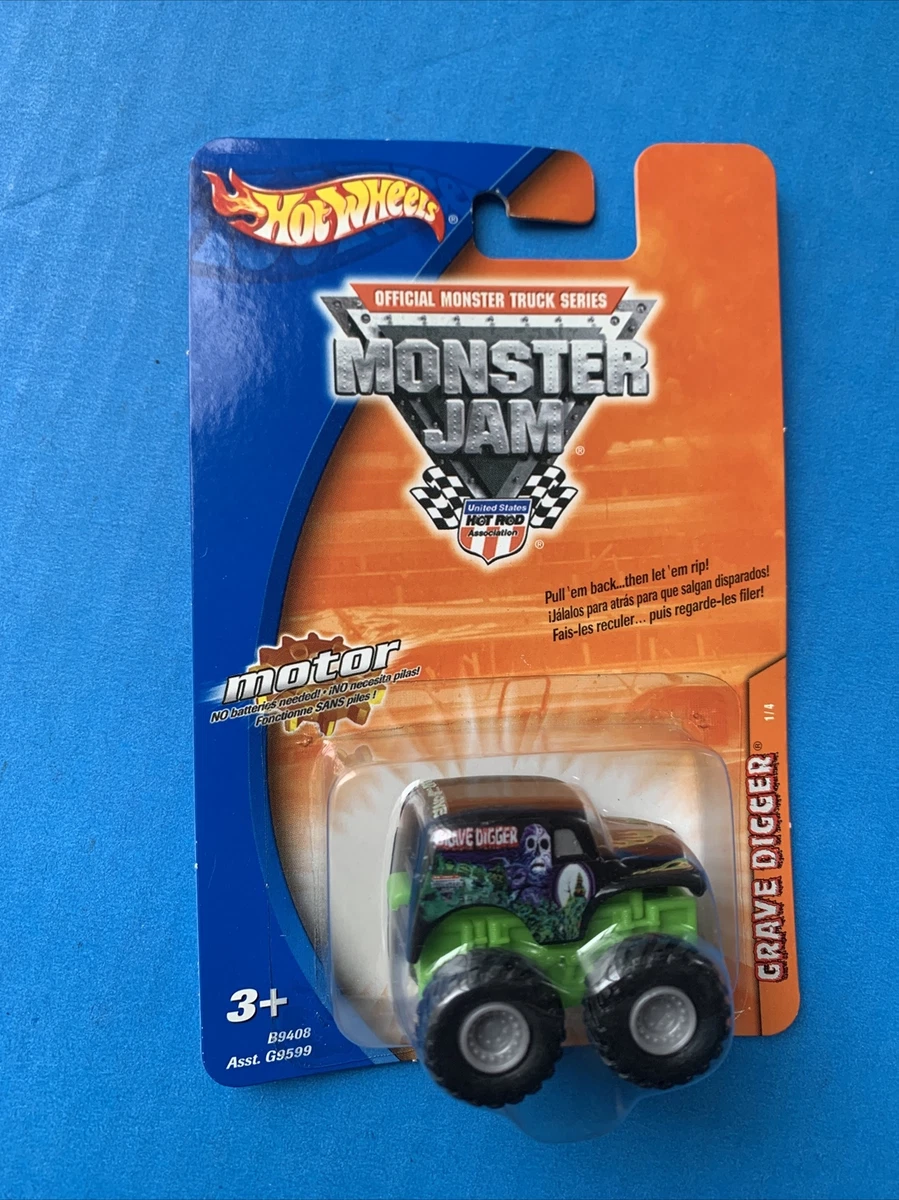 HOT WHEELS®
OFFICIAL MONSTER TRUCK SERIES
MONSTER
JAM®
United States
HOT ROD
Association
®
Pull 'em back...then let 'em rip!
¡Jálalos para atrás para que salgan disparados!
Fais-les reculer... puis regarde-les filer!
motor
NO batteries needed! • ¡NO necesita pilas!
Fonctionne SANS piles !
1/4
GRAVE DIGGER®
GRAVE DIGGER
3+
B9408
Asst. G9599